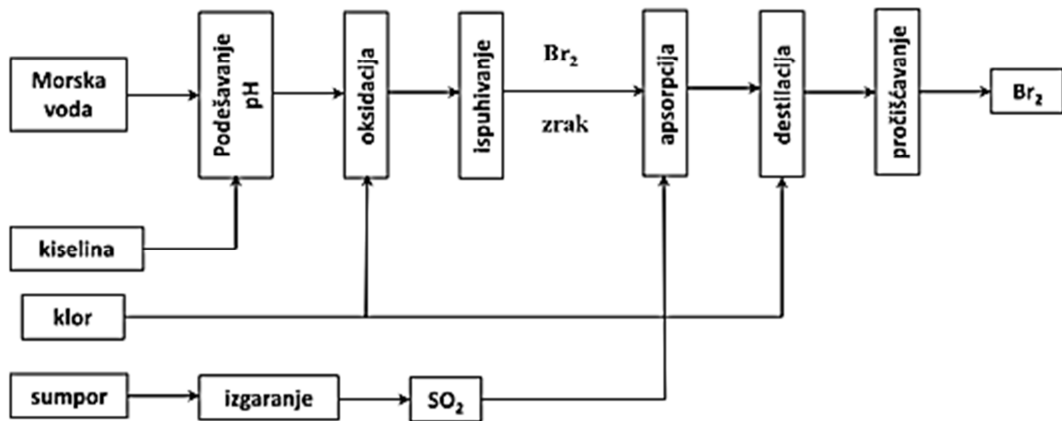 Morska
voda
Podešavanje
pH
oksidacija
ispuhivanje
Br₂
zrak
apsorpcija
destilacija
pročišćavanje
Br₂
kiselina
klor
sumpor
izgaranje
SO₂